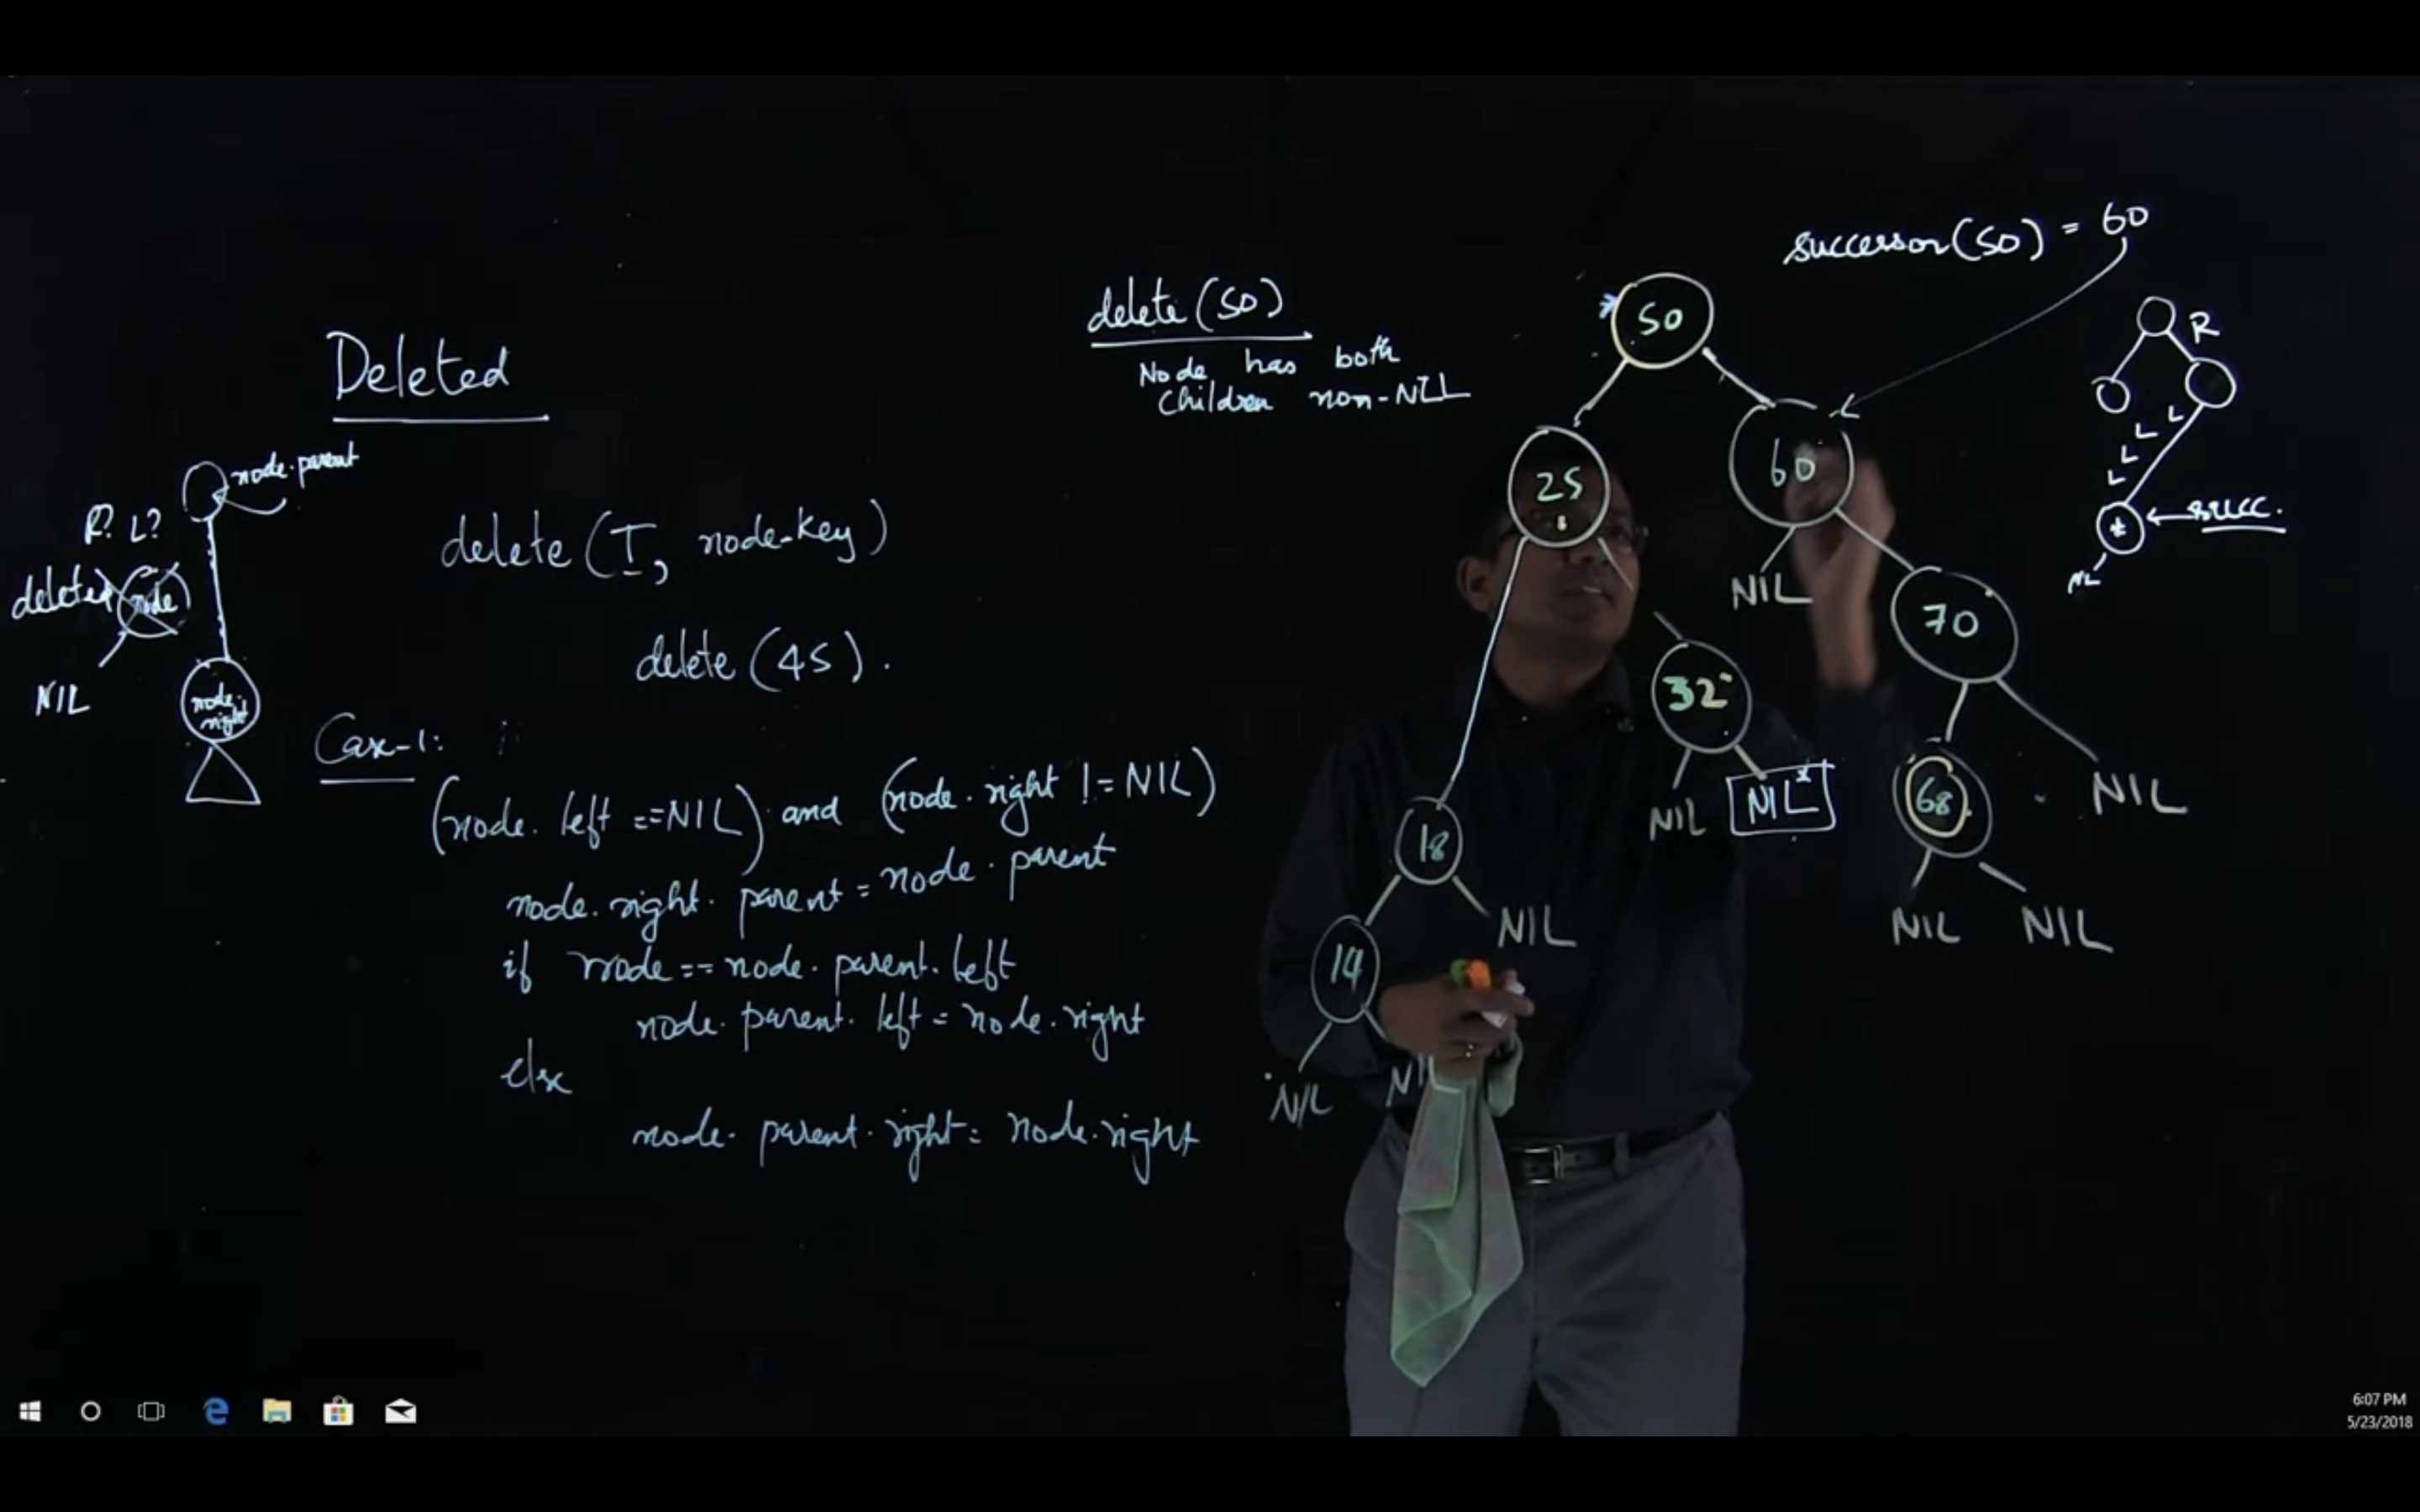 Deleted
node.parent
R? L?
deleted node
NIL
node.
right
delete (T, node-key)
delete (45).
Case-1:
(node.left ==NIL) and (node.right != NIL)
node.right.parent = node.parent
if node == node.parent.left
node.parent.left = node.right
else
node.parent.right = node.right
delete (50)
Node has both
children non-NIL
successor(50) = 60
50
25
60
NIL
70
32
NIL
NIL
68
NIL
18
NIL
NIL
NIL
14
NIL
NIL
R
L
L
L
L
* succ.
NIL
6:07 PM
5/23/2018